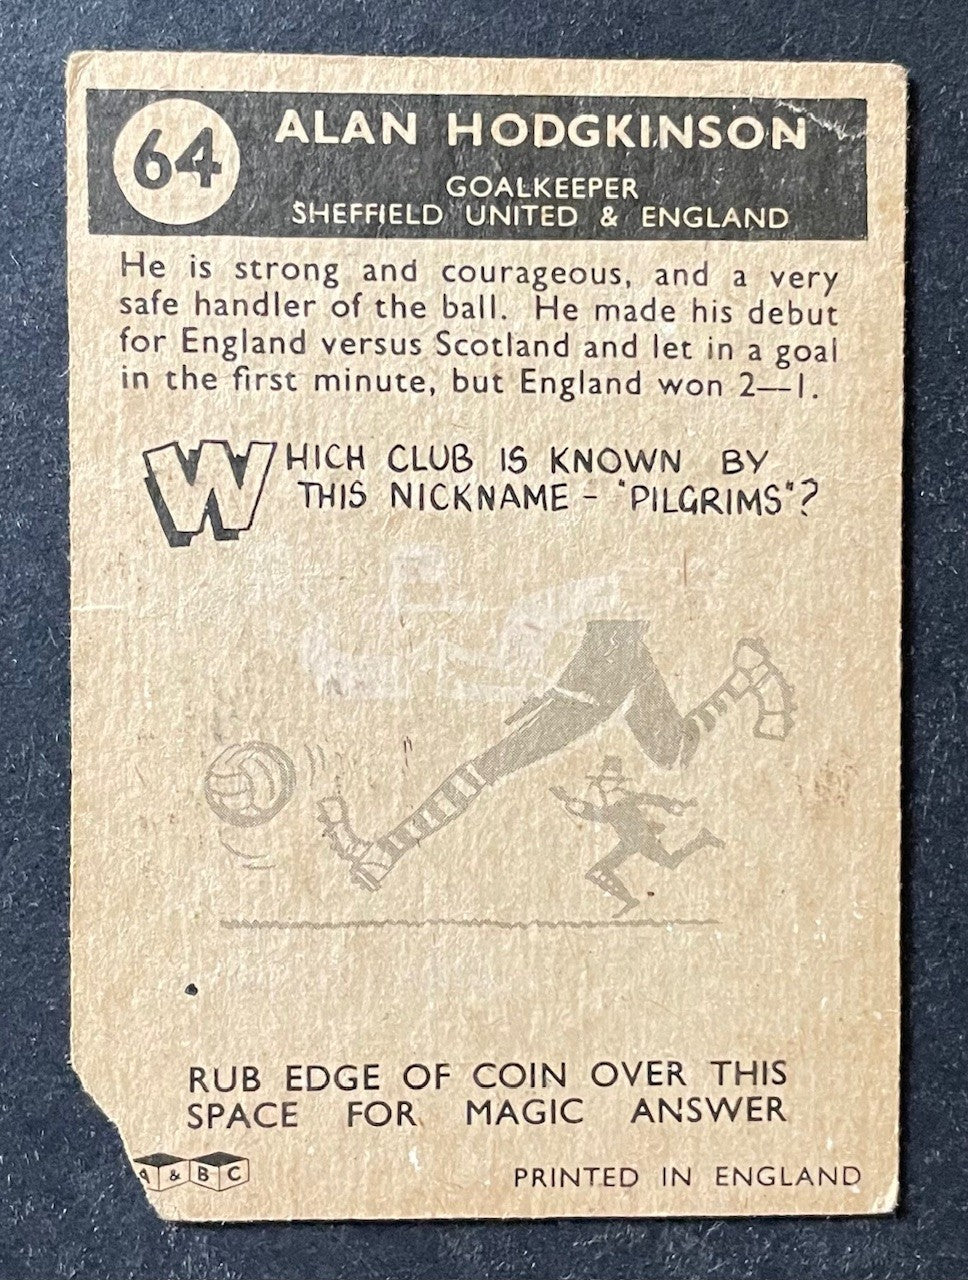 64
ALAN HODGKINSON
GOALKEEPER
SHEFFIELD UNITED & ENGLAND
He is strong and courageous, and a very
safe handler of the ball. He made his debut
for England versus Scotland and let in a goal
in the first minute, but England won 2—1.
WHICH CLUB IS KNOWN BY
THIS NICKNAME - "PILGRIMS"?
RUB EDGE OF COIN OVER THIS
SPACE FOR MAGIC ANSWER
A & B C
PRINTED IN ENGLAND